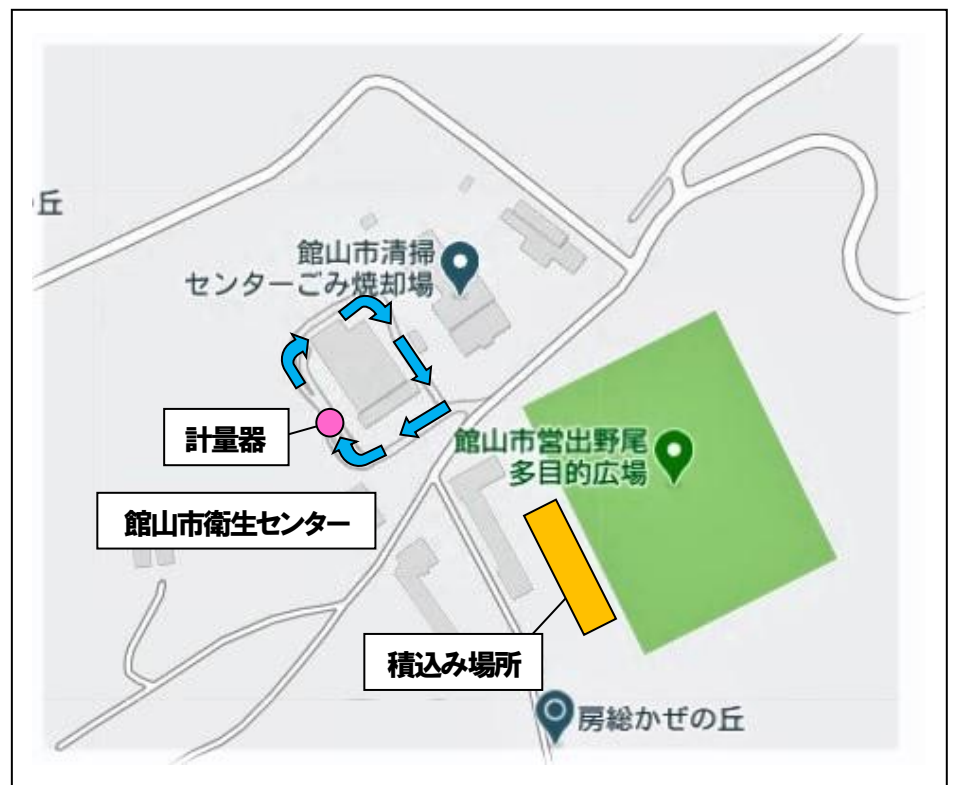 の丘
館山市清掃
センターごみ焼却場
計量器
館山市営出野尾
多目的広場
館山市衛生センター
積込み場所
房総かぜの丘